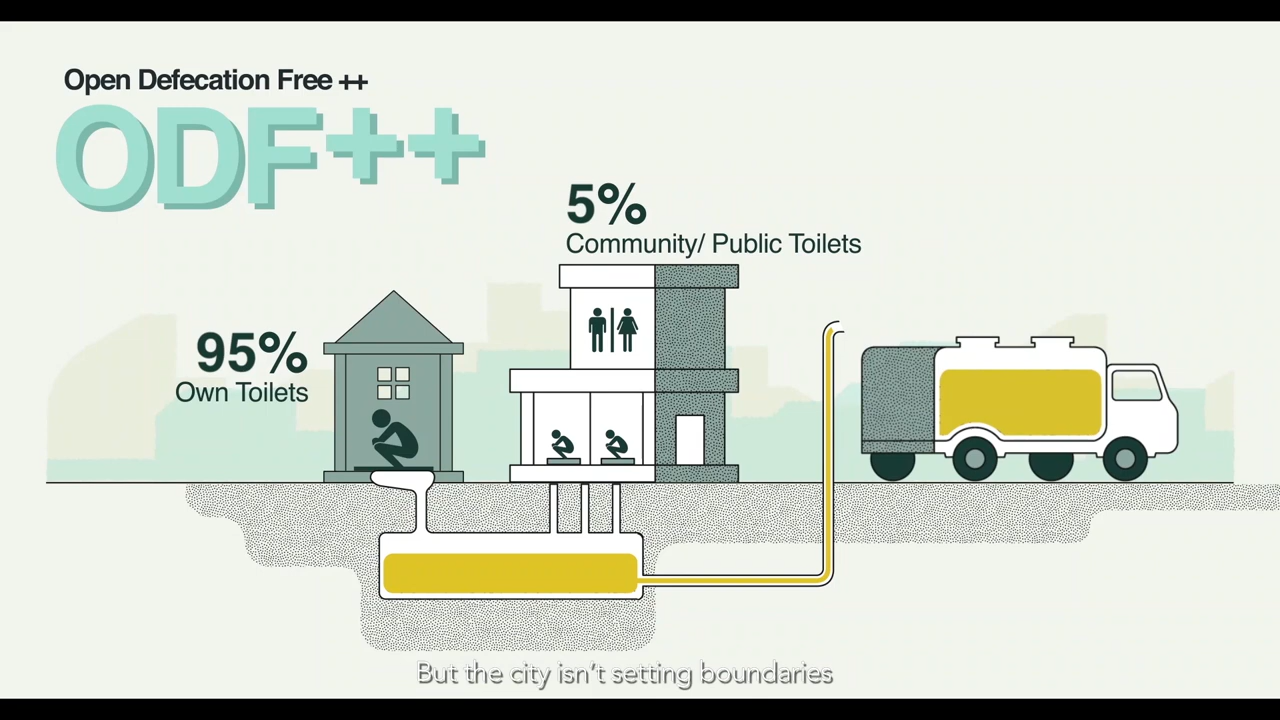 Open Defecation Free ++
ODF++
5%
Community/ Public Toilets
95%
Own Toilets
But the city isn't setting boundaries